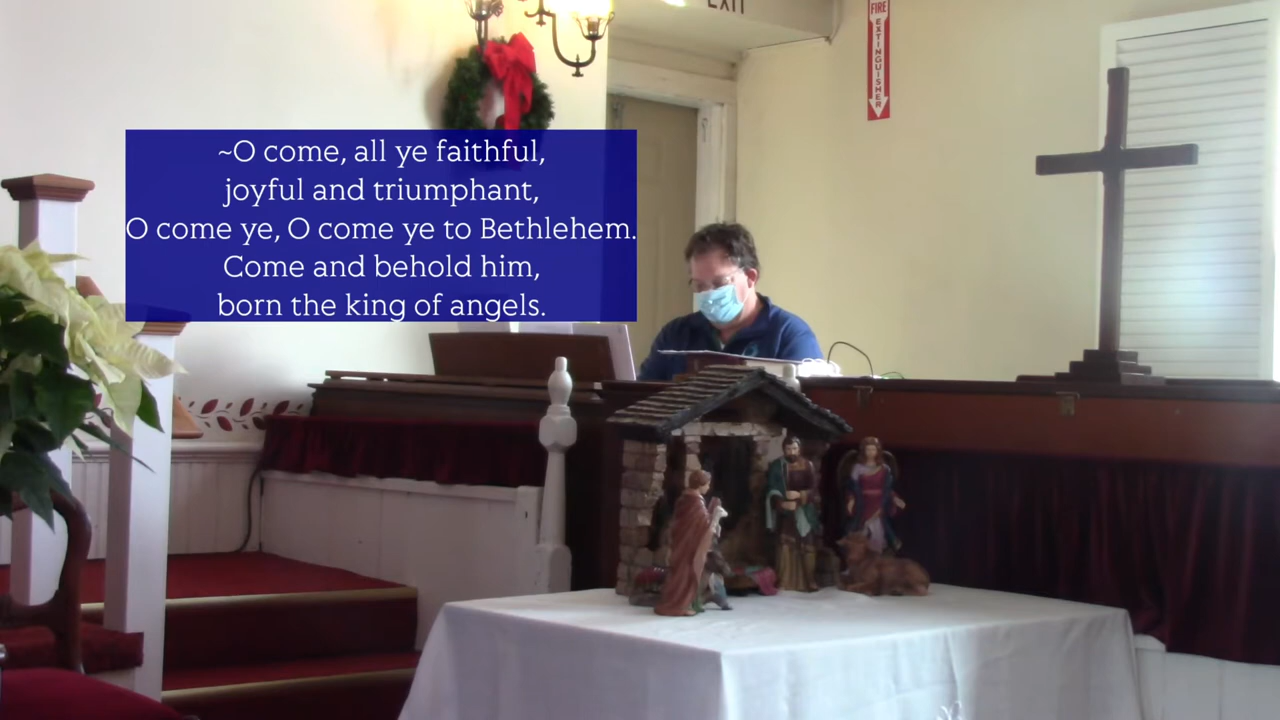 EXIT
FIRE
EXTINGUISHER
~O come, all ye faithful,
joyful and triumphant,
O come ye, O come ye to Bethlehem.
Come and behold him,
born the king of angels.